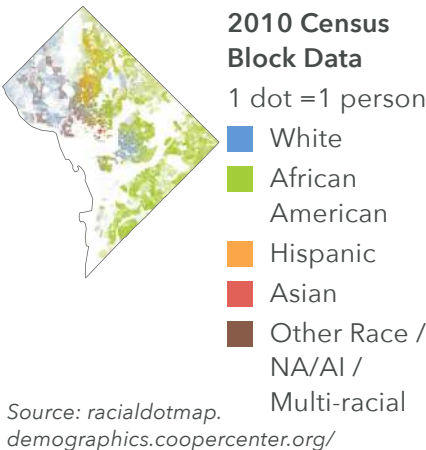 2010 Census
Block Data
1 dot =1 person
White
African
American
Hispanic
Asian
Other Race /
NA/AI /
Multi-racial
Source: racialdotmap.
demographics.coopercenter.org/